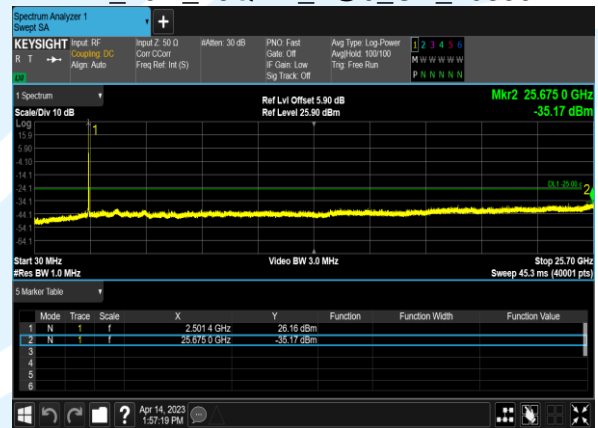 Spectrum Analyzer 1
Swept SA
+
KEYSIGHT Input: RF Input Z: 50 Ω #Atten: 30 dB PNO: Fast Avg Type: Log-Power 1 2 3 4 5 6
R T Coupling: DC Corr CCorr Gate: Off Avg|Hold: 100/100 M W W W W W
Align: Auto Freq Ref: Int (S) IF Gain: Low Trig: Free Run
Sig Track: Off P N N N N N
1 Spectrum
Ref Lvl Offset 5.90 dB Mkr2 25.675 0 GHz
Scale/Div 10 dB Ref Level 25.90 dBm -35.17 dBm
Log
1
15.9
5.90
-4.10
-14.1
-24.1 DL1 -25.00 2
-34.1
-44.1
-54.1
-64.1
Start 30 MHz Video BW 3.0 MHz Stop 25.70 GHz
#Res BW 1.0 MHz Sweep 45.3 ms (40001 pts)
5 Marker Table
Mode Trace Scale X Y Function Function Width Function Value
1 N 1 f 2.501 4 GHz 26.16 dBm
2 N 1 f 25.675 0 GHz -35.17 dBm
3
4
5
6
? Apr 14, 2023
1:57:19 PM